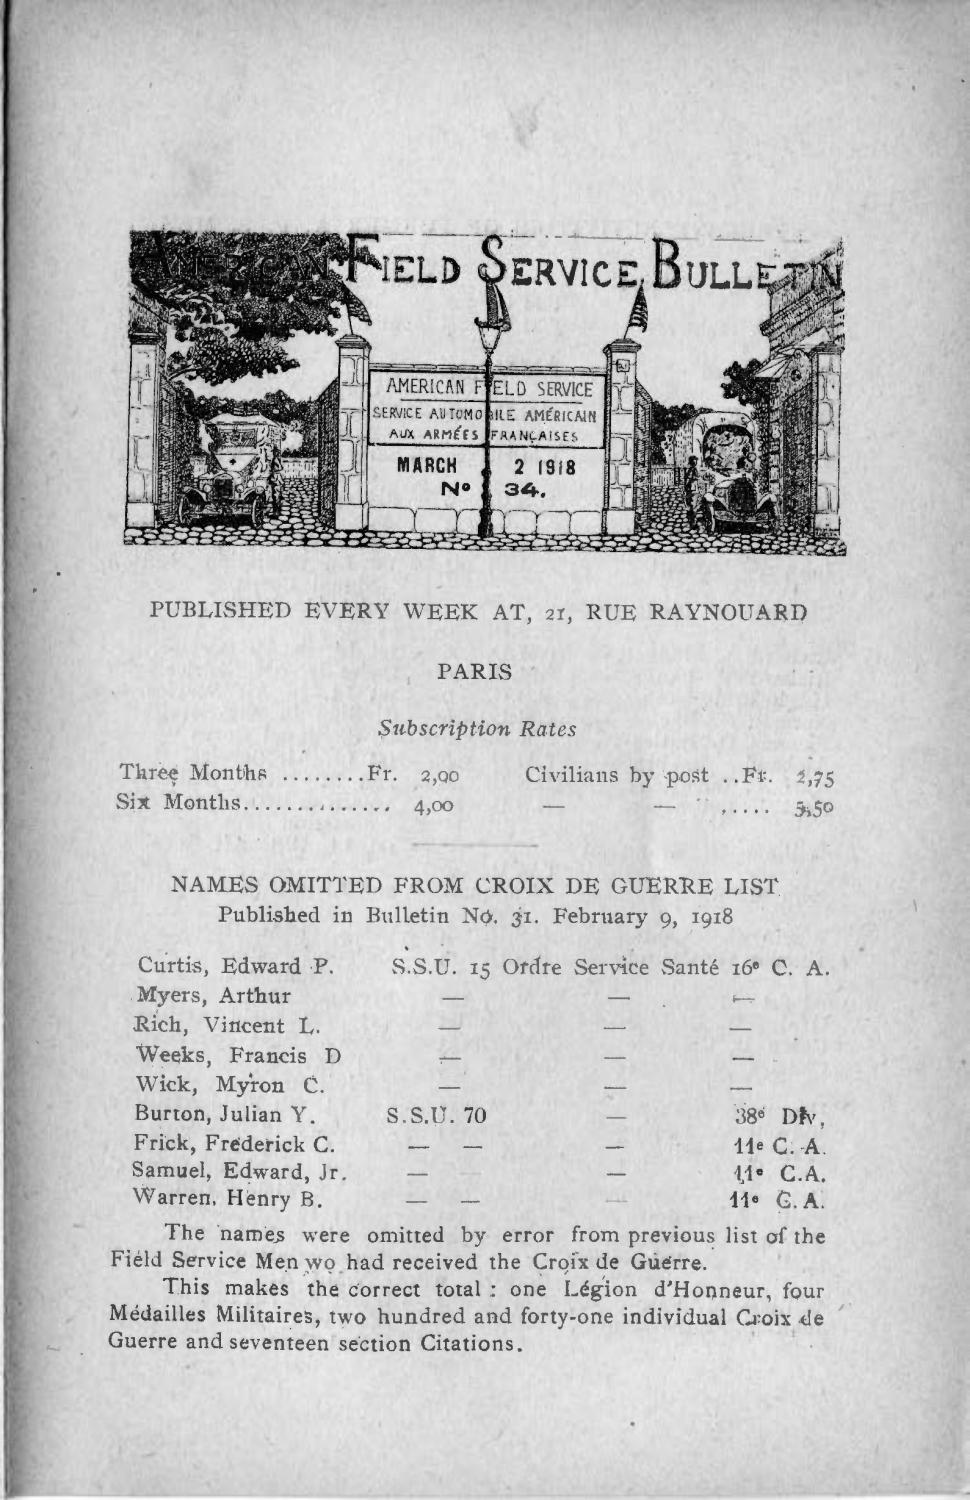 AMERICAN FIELD SERVICE BULLETIN
AMERICAN FIELD SERVICE
SERVICE AUTOMOBILE AMÉRICAIN
AUX ARMÉES FRANÇAISES
MARCH 2 1918
No 34.
PUBLISHED EVERY WEEK AT, 21, RUE RAYNOUARD
PARIS
Subscription Rates
Three Months ........Fr. 2,00 Civilians by post ..Fr. 2,75
Six Months.............. 4,00 — — ..... 5,50
NAMES OMITTED FROM CROIX DE GUERRE LIST
Published in Bulletin No. 31. February 9, 1918
Curtis, Edward P. S.S.U. 15 Ordre Service Santé 16e C. A.
Myers, Arthur — — —
Rich, Vincent L. — — —
Weeks, Francis D — — —
Wick, Myron C. — — —
Burton, Julian Y. S.S.U. 70 — 38e Div,
Frick, Frederick C. — — — 11e C. A.
Samuel, Edward, Jr. — — 11e C.A.
Warren, Henry B. — — — 11e C. A.
The names were omitted by error from previous list of the
Field Service Men wo had received the Croix de Guerre.
This makes the correct total : one Légion d'Honneur, four
Médailles Militaires, two hundred and forty-one individual Croix de
Guerre and seventeen section Citations.